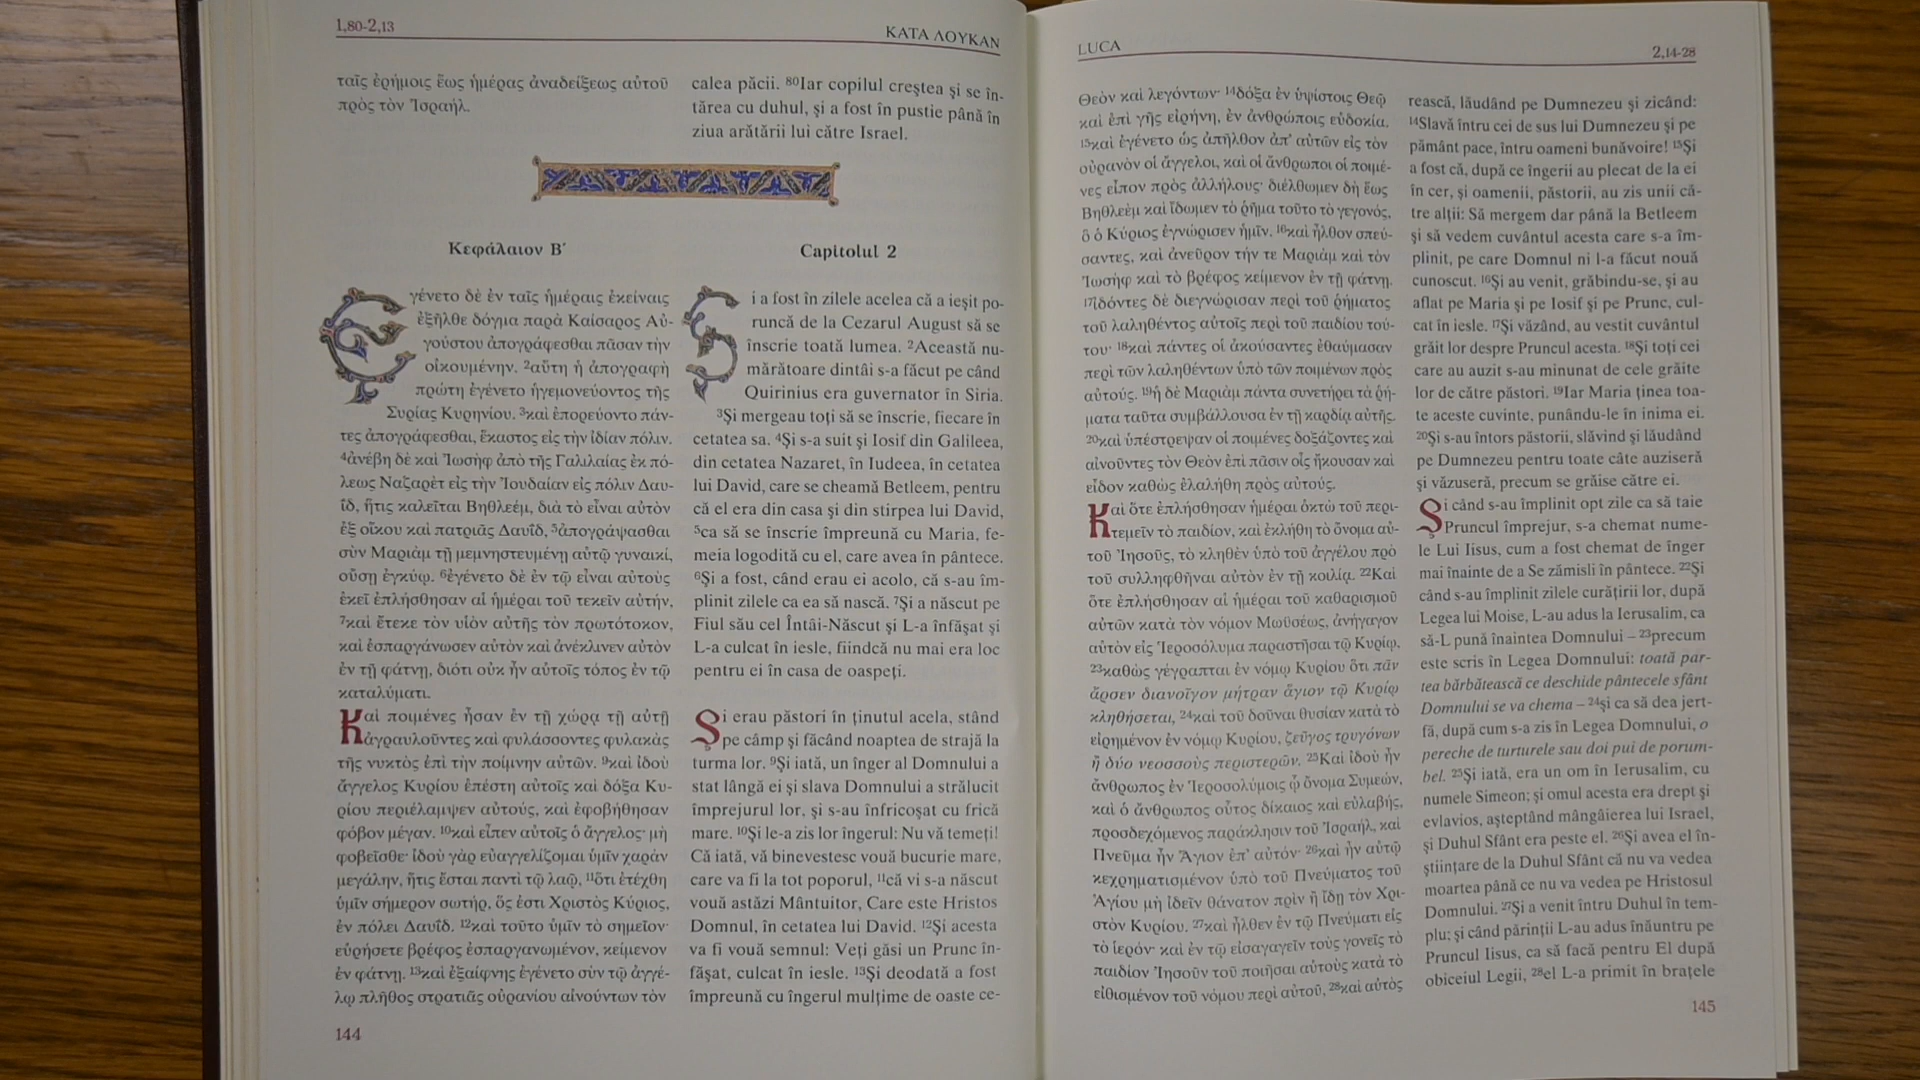 1,80-2,13
ΚΑΤΑ ΛΟΥΚΑΝ
ταῖς ἐρήμοις ἕως ἡμέρας ἀναδείξεως αὐτοῦ
πρὸς τὸν Ἰσραήλ.
calea păcii. ⁸⁰Iar copilul creştea şi se în-
tărea cu duhul, şi a fost în pustie până în
ziua arătării lui către Israel.
Κεφάλαιον Β΄
Ἐγένετο δὲ ἐν ταῖς ἡμέραις ἐκείναις
ἐξῆλθε δόγμα παρὰ Καίσαρος Αὐ-
γούστου ἀπογράφεσθαι πᾶσαν τὴν
οἰκουμένην. ²αὕτη ἡ ἀπογραφὴ
πρώτη ἐγένετο ἡγεμονεύοντος τῆς
Συρίας Κυρηνίου. ³καὶ ἐπορεύοντο πάν-
τες ἀπογράφεσθαι, ἕκαστος εἰς τὴν ἰδίαν πόλιν.
⁴ἀνέβη δὲ καὶ Ἰωσὴφ ἀπὸ τῆς Γαλιλαίας ἐκ πό-
λεως Ναζαρὲτ εἰς τὴν Ἰουδαίαν εἰς πόλιν Δαυ-
ΐδ, ἥτις καλεῖται Βηθλεέμ, διὰ τὸ εἶναι αὐτὸν
ἐξ οἴκου καὶ πατριᾶς Δαυΐδ, ⁵ἀπογράψασθαι
σὺν Μαριὰμ τῇ μεμνηστευμένῃ αὐτῷ γυναικί,
οὔσῃ ἐγκύῳ. ⁶ἐγένετο δὲ ἐν τῷ εἶναι αὐτοὺς
ἐκεῖ ἐπλήσθησαν αἱ ἡμέραι τοῦ τεκεῖν αὐτήν,
⁷καὶ ἔτεκε τὸν υἱὸν αὐτῆς τὸν πρωτότοκον,
καὶ ἐσπαργάνωσεν αὐτὸν καὶ ἀνέκλινεν αὐτὸν
ἐν τῇ φάτνῃ, διότι οὐκ ἦν αὐτοῖς τόπος ἐν τῷ
καταλύματι.
Καὶ ποιμένες ἦσαν ἐν τῇ χώρᾳ τῇ αὐτῇ
ἀγραυλοῦντες καὶ φυλάσσοντες φυλακὰς
τῆς νυκτὸς ἐπὶ τὴν ποίμνην αὐτῶν. ⁹καὶ ἰδοὺ
ἄγγελος Κυρίου ἐπέστη αὐτοῖς καὶ δόξα Κυ-
ρίου περιέλαμψεν αὐτούς, καὶ ἐφοβήθησαν
φόβον μέγαν. ¹⁰καὶ εἶπεν αὐτοῖς ὁ ἄγγελος· μὴ
φοβεῖσθε· ἰδοὺ γὰρ εὐαγγελίζομαι ὑμῖν χαρὰν
μεγάλην, ἥτις ἔσται παντὶ τῷ λαῷ, ¹¹ὅτι ἐτέχθη
ὑμῖν σήμερον σωτήρ, ὅς ἐστι Χριστὸς Κύριος,
ἐν πόλει Δαυΐδ. ¹²καὶ τοῦτο ὑμῖν τὸ σημεῖον·
εὑρήσετε βρέφος ἐσπαργανωμένον, κείμενον
ἐν φάτνῃ. ¹³καὶ ἐξαίφνης ἐγένετο σὺν τῷ ἀγγέ-
λῳ πλῆθος στρατιᾶς οὐρανίου αἰνούντων τὸν
Capitolul 2
Şi a fost în zilele acelea că a ieşit po-
runcă de la Cezarul August să se
înscrie toată lumea. ²Această nu-
mărătoare dintâi s-a făcut pe când
Quirinius era guvernator în Siria.
³Şi mergeau toţi să se înscrie, fiecare în
cetatea sa. ⁴Şi s-a suit şi Iosif din Galileea,
din cetatea Nazaret, în Iudeea, în cetatea
lui David, care se cheamă Betleem, pentru
că el era din casa şi din stirpea lui David,
⁵ca să se înscrie împreună cu Maria, fe-
meia logodită cu el, care avea în pântece.
⁶Şi a fost, când erau ei acolo, că s-au îm-
plinit zilele ca ea să nască. ⁷Şi a născut pe
Fiul său cel Întâi-Născut şi L-a înfăşat şi
L-a culcat în iesle, fiindcă nu mai era loc
pentru ei în casa de oaspeţi.
Şi erau păstori în ţinutul acela, stând
pe câmp şi făcând noaptea de strajă la
turma lor. ⁹Şi iată, un înger al Domnului a
stat lângă ei şi slava Domnului a strălucit
împrejurul lor, şi s-au înfricoşat cu frică
mare. ¹⁰Şi le-a zis lor îngerul: Nu vă temeţi!
Că iată, vă binevestesc vouă bucurie mare,
care va fi la tot poporul, ¹¹că vi s-a născut
vouă astăzi Mântuitor, Care este Hristos
Domnul, în cetatea lui David. ¹²Şi acesta
va fi vouă semnul: Veţi găsi un Prunc în-
făşat, culcat în iesle. ¹³Şi deodată a fost
împreună cu îngerul mulţime de oaste ce-
144
LUCA
2,14-28
Θεὸν καὶ λεγόντων· ¹⁴δόξα ἐν ὑψίστοις Θεῷ
καὶ ἐπὶ γῆς εἰρήνη, ἐν ἀνθρώποις εὐδοκία.
¹⁵καὶ ἐγένετο ὡς ἀπῆλθον ἀπ' αὐτῶν εἰς τὸν
οὐρανὸν οἱ ἄγγελοι, καὶ οἱ ἄνθρωποι οἱ ποιμέ-
νες εἶπον πρὸς ἀλλήλους· διέλθωμεν δὴ ἕως
Βηθλεὲμ καὶ ἴδωμεν τὸ ῥῆμα τοῦτο τὸ γεγονός,
ὃ ὁ Κύριος ἐγνώρισεν ἡμῖν. ¹⁶καὶ ἦλθον σπεύ-
σαντες, καὶ ἀνεῦρον τήν τε Μαριὰμ καὶ τὸν
Ἰωσὴφ καὶ τὸ βρέφος κείμενον ἐν τῇ φάτνῃ.
¹⁷ἰδόντες δὲ διεγνώρισαν περὶ τοῦ ῥήματος
τοῦ λαληθέντος αὐτοῖς περὶ τοῦ παιδίου τού-
του· ¹⁸καὶ πάντες οἱ ἀκούσαντες ἐθαύμασαν
περὶ τῶν λαληθέντων ὑπὸ τῶν ποιμένων πρὸς
αὐτούς. ¹⁹ἡ δὲ Μαριὰμ πάντα συνετήρει τὰ ῥή-
ματα ταῦτα συμβάλλουσα ἐν τῇ καρδίᾳ αὐτῆς.
²⁰καὶ ὑπέστρεψαν οἱ ποιμένες δοξάζοντες καὶ
αἰνοῦντες τὸν Θεὸν ἐπὶ πᾶσιν οἷς ἤκουσαν καὶ
εἶδον καθὼς ἐλαλήθη πρὸς αὐτούς.
Καὶ ὅτε ἐπλήσθησαν ἡμέραι ὀκτὼ τοῦ περι-
τεμεῖν τὸ παιδίον, καὶ ἐκλήθη τὸ ὄνομα αὐ-
τοῦ Ἰησοῦς, τὸ κληθὲν ὑπὸ τοῦ ἀγγέλου πρὸ
τοῦ συλληφθῆναι αὐτὸν ἐν τῇ κοιλίᾳ. ²²Καὶ
ὅτε ἐπλήσθησαν αἱ ἡμέραι τοῦ καθαρισμοῦ
αὐτῶν κατὰ τὸν νόμον Μωϋσέως, ἀνήγαγον
αὐτὸν εἰς Ἱεροσόλυμα παραστῆσαι τῷ Κυρίῳ,
²³καθὼς γέγραπται ἐν νόμῳ Κυρίου ὅτι πᾶν
ἄρσεν διανοῖγον μήτραν ἅγιον τῷ Κυρίῳ
κληθήσεται, ²⁴καὶ τοῦ δοῦναι θυσίαν κατὰ τὸ
εἰρημένον ἐν νόμῳ Κυρίου, ζεῦγος τρυγόνων
ἢ δύο νεοσσοὺς περιστερῶν. ²⁵Καὶ ἰδοὺ ἦν
ἄνθρωπος ἐν Ἱεροσολύμοις ᾧ ὄνομα Συμεών,
καὶ ὁ ἄνθρωπος οὗτος δίκαιος καὶ εὐλαβής,
προσδεχόμενος παράκλησιν τοῦ Ἰσραήλ, καὶ
Πνεῦμα ἦν Ἅγιον ἐπ' αὐτόν· ²⁶καὶ ἦν αὐτῷ
κεχρηματισμένον ὑπὸ τοῦ Πνεύματος τοῦ
Ἁγίου μὴ ἰδεῖν θάνατον πρὶν ἢ ἴδῃ τὸν Χρι-
στὸν Κυρίου. ²⁷καὶ ἦλθεν ἐν τῷ Πνεύματι εἰς
τὸ ἱερόν· καὶ ἐν τῷ εἰσαγαγεῖν τοὺς γονεῖς τὸ
παιδίον Ἰησοῦν τοῦ ποιῆσαι αὐτοὺς κατὰ τὸ
εἰθισμένον τοῦ νόμου περὶ αὐτοῦ, ²⁸καὶ αὐτὸς
rească, lăudând pe Dumnezeu şi zicând:
¹⁴Slavă întru cei de sus lui Dumnezeu şi pe
pământ pace, întru oameni bunăvoire! ¹⁵Şi
a fost că, după ce îngerii au plecat de la ei
în cer, şi oamenii, păstorii, au zis unii că-
tre alţii: Să mergem dar până la Betleem
şi să vedem cuvântul acesta care s-a îm-
plinit, pe care Domnul ni l-a făcut nouă
cunoscut. ¹⁶Şi au venit, grăbindu-se, şi au
aflat pe Maria şi pe Iosif şi pe Prunc, cul-
cat în iesle. ¹⁷Şi văzând, au vestit cuvântul
grăit lor despre Pruncul acesta. ¹⁸Şi toţi cei
care au auzit s-au minunat de cele grăite
lor de către păstori. ¹⁹Iar Maria ţinea toa-
te aceste cuvinte, punându-le în inima ei.
²⁰Şi s-au întors păstorii, slăvind şi lăudând
pe Dumnezeu pentru toate câte auziseră
şi văzuseră, precum se grăise către ei.
Şi când s-au împlinit opt zile ca să taie
Pruncul împrejur, s-a chemat nume-
le Lui Iisus, cum a fost chemat de înger
mai înainte de a Se zămisli în pântece. ²²Şi
când s-au împlinit zilele curăţirii lor, după
Legea lui Moise, L-au adus la Ierusalim, ca
să-L pună înaintea Domnului – ²³precum
este scris în Legea Domnului: toată par-
tea bărbătească ce deschide pântecele sfânt
Domnului se va chema – ²⁴şi ca să dea jert-
fă, după cum s-a zis în Legea Domnului, o
pereche de turturele sau doi pui de porum-
bel. ²⁵Şi iată, era un om în Ierusalim, cu
numele Simeon; şi omul acesta era drept şi
evlavios, aşteptând mângâierea lui Israel,
şi Duhul Sfânt era peste el. ²⁶Şi avea el în-
ştiinţare de la Duhul Sfânt că nu va vedea
moartea până ce nu va vedea pe Hristosul
Domnului. ²⁷Şi a venit întru Duhul în tem-
plu; şi când părinţii L-au adus înăuntru pe
Pruncul Iisus, ca să facă pentru El după
obiceiul Legii, ²⁸el L-a primit în braţele
145